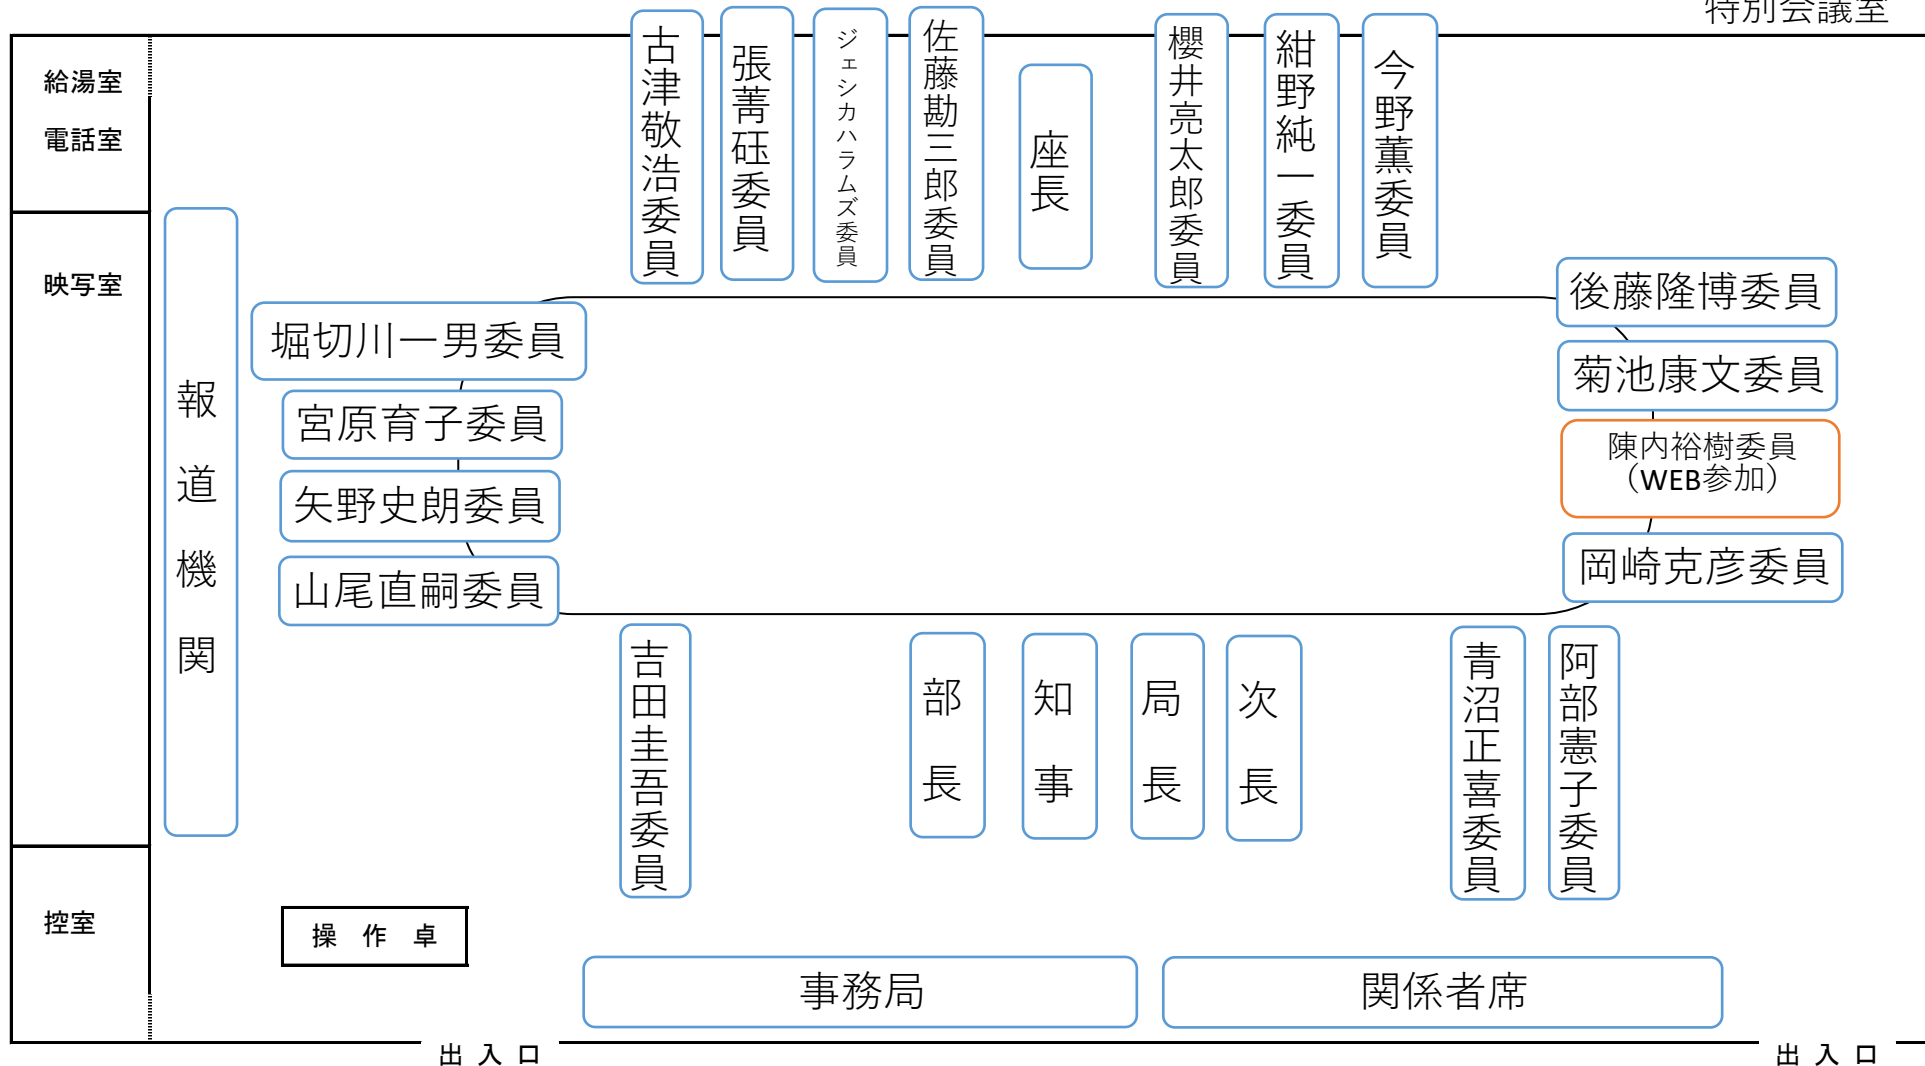 特別会議室
給湯室
電話室
映写室
控室
報道機関
古津敬浩委員
張菁砡委員
ジェシカハラムズ委員
佐藤勘三郎委員
座長
櫻井亮太郎委員
紺野純一委員
今野薫委員
堀切川一男委員
宮原育子委員
矢野史朗委員
山尾直嗣委員
後藤隆博委員
菊池康文委員
陳内裕樹委員
（WEB参加）
岡崎克彦委員
吉田圭吾委員
部長
知事
局長
次長
青沼正喜委員
阿部憲子委員
操作卓
事務局
関係者席
出入口
出入口